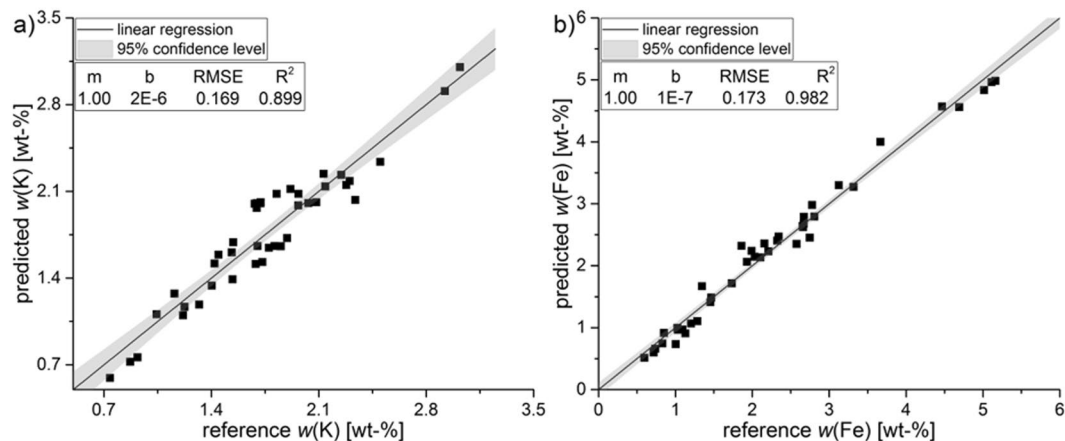 a)
3.5
2.8
2.1
1.4
0.7
predicted w(K) [wt-%]
linear regression
95% confidence level
m b RMSE R²
1.00 2E-6 0.169 0.899
0.7 1.4 2.1 2.8 3.5
reference w(K) [wt-%]
b)
6
5
4
3
2
1
0
predicted w(Fe) [wt-%]
linear regression
95% confidence level
m b RMSE R²
1.00 1E-7 0.173 0.982
0 1 2 3 4 5 6
reference w(Fe) [wt-%]